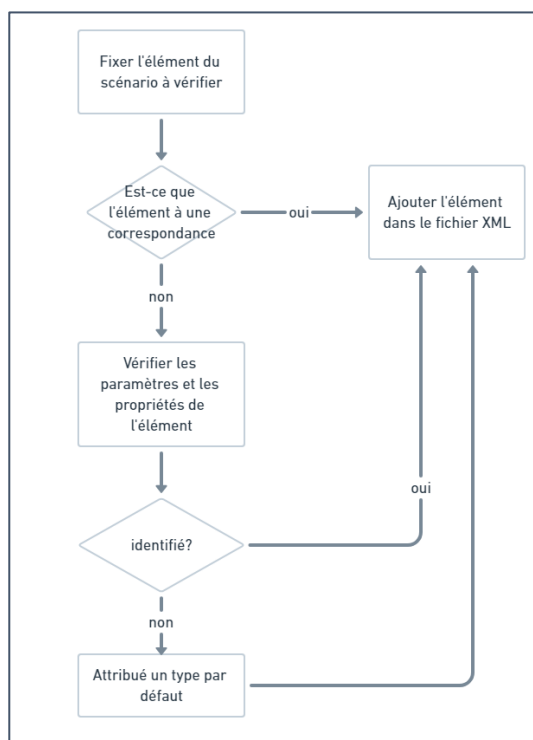 Fixer l'élément du
scénario à vérifier
Est-ce que
l'élément à une
correspondance
oui
Ajouter l'élément
dans le fichier XML
non
Vérifier les
paramètres et les
propriétés de
l'élément
oui
identifié?
non
Attribué un type par
défaut